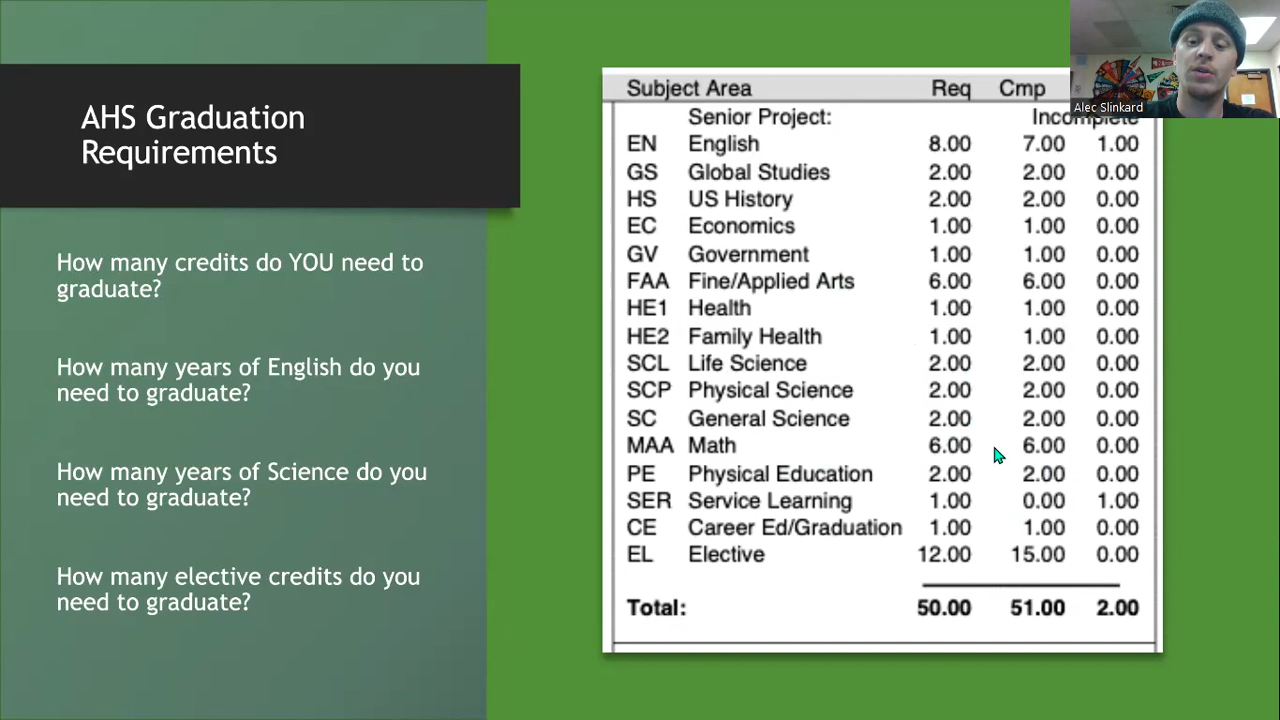 AHS Graduation
Requirements
How many credits do YOU need to
graduate?
How many years of English do you
need to graduate?
How many years of Science do you
need to graduate?
How many elective credits do you
need to graduate?
Subject Area Req Cmp
Senior Project: Incomplete
EN English 8.00 7.00 1.00
GS Global Studies 2.00 2.00 0.00
HS US History 2.00 2.00 0.00
EC Economics 1.00 1.00 0.00
GV Government 1.00 1.00 0.00
FAA Fine/Applied Arts 6.00 6.00 0.00
HE1 Health 1.00 1.00 0.00
HE2 Family Health 1.00 1.00 0.00
SCL Life Science 2.00 2.00 0.00
SCP Physical Science 2.00 2.00 0.00
SC General Science 2.00 2.00 0.00
MAA Math 6.00 6.00 0.00
PE Physical Education 2.00 2.00 0.00
SER Service Learning 1.00 0.00 1.00
CE Career Ed/Graduation 1.00 1.00 0.00
EL Elective 12.00 15.00 0.00
Total: 50.00 51.00 2.00
Alec Slinkard